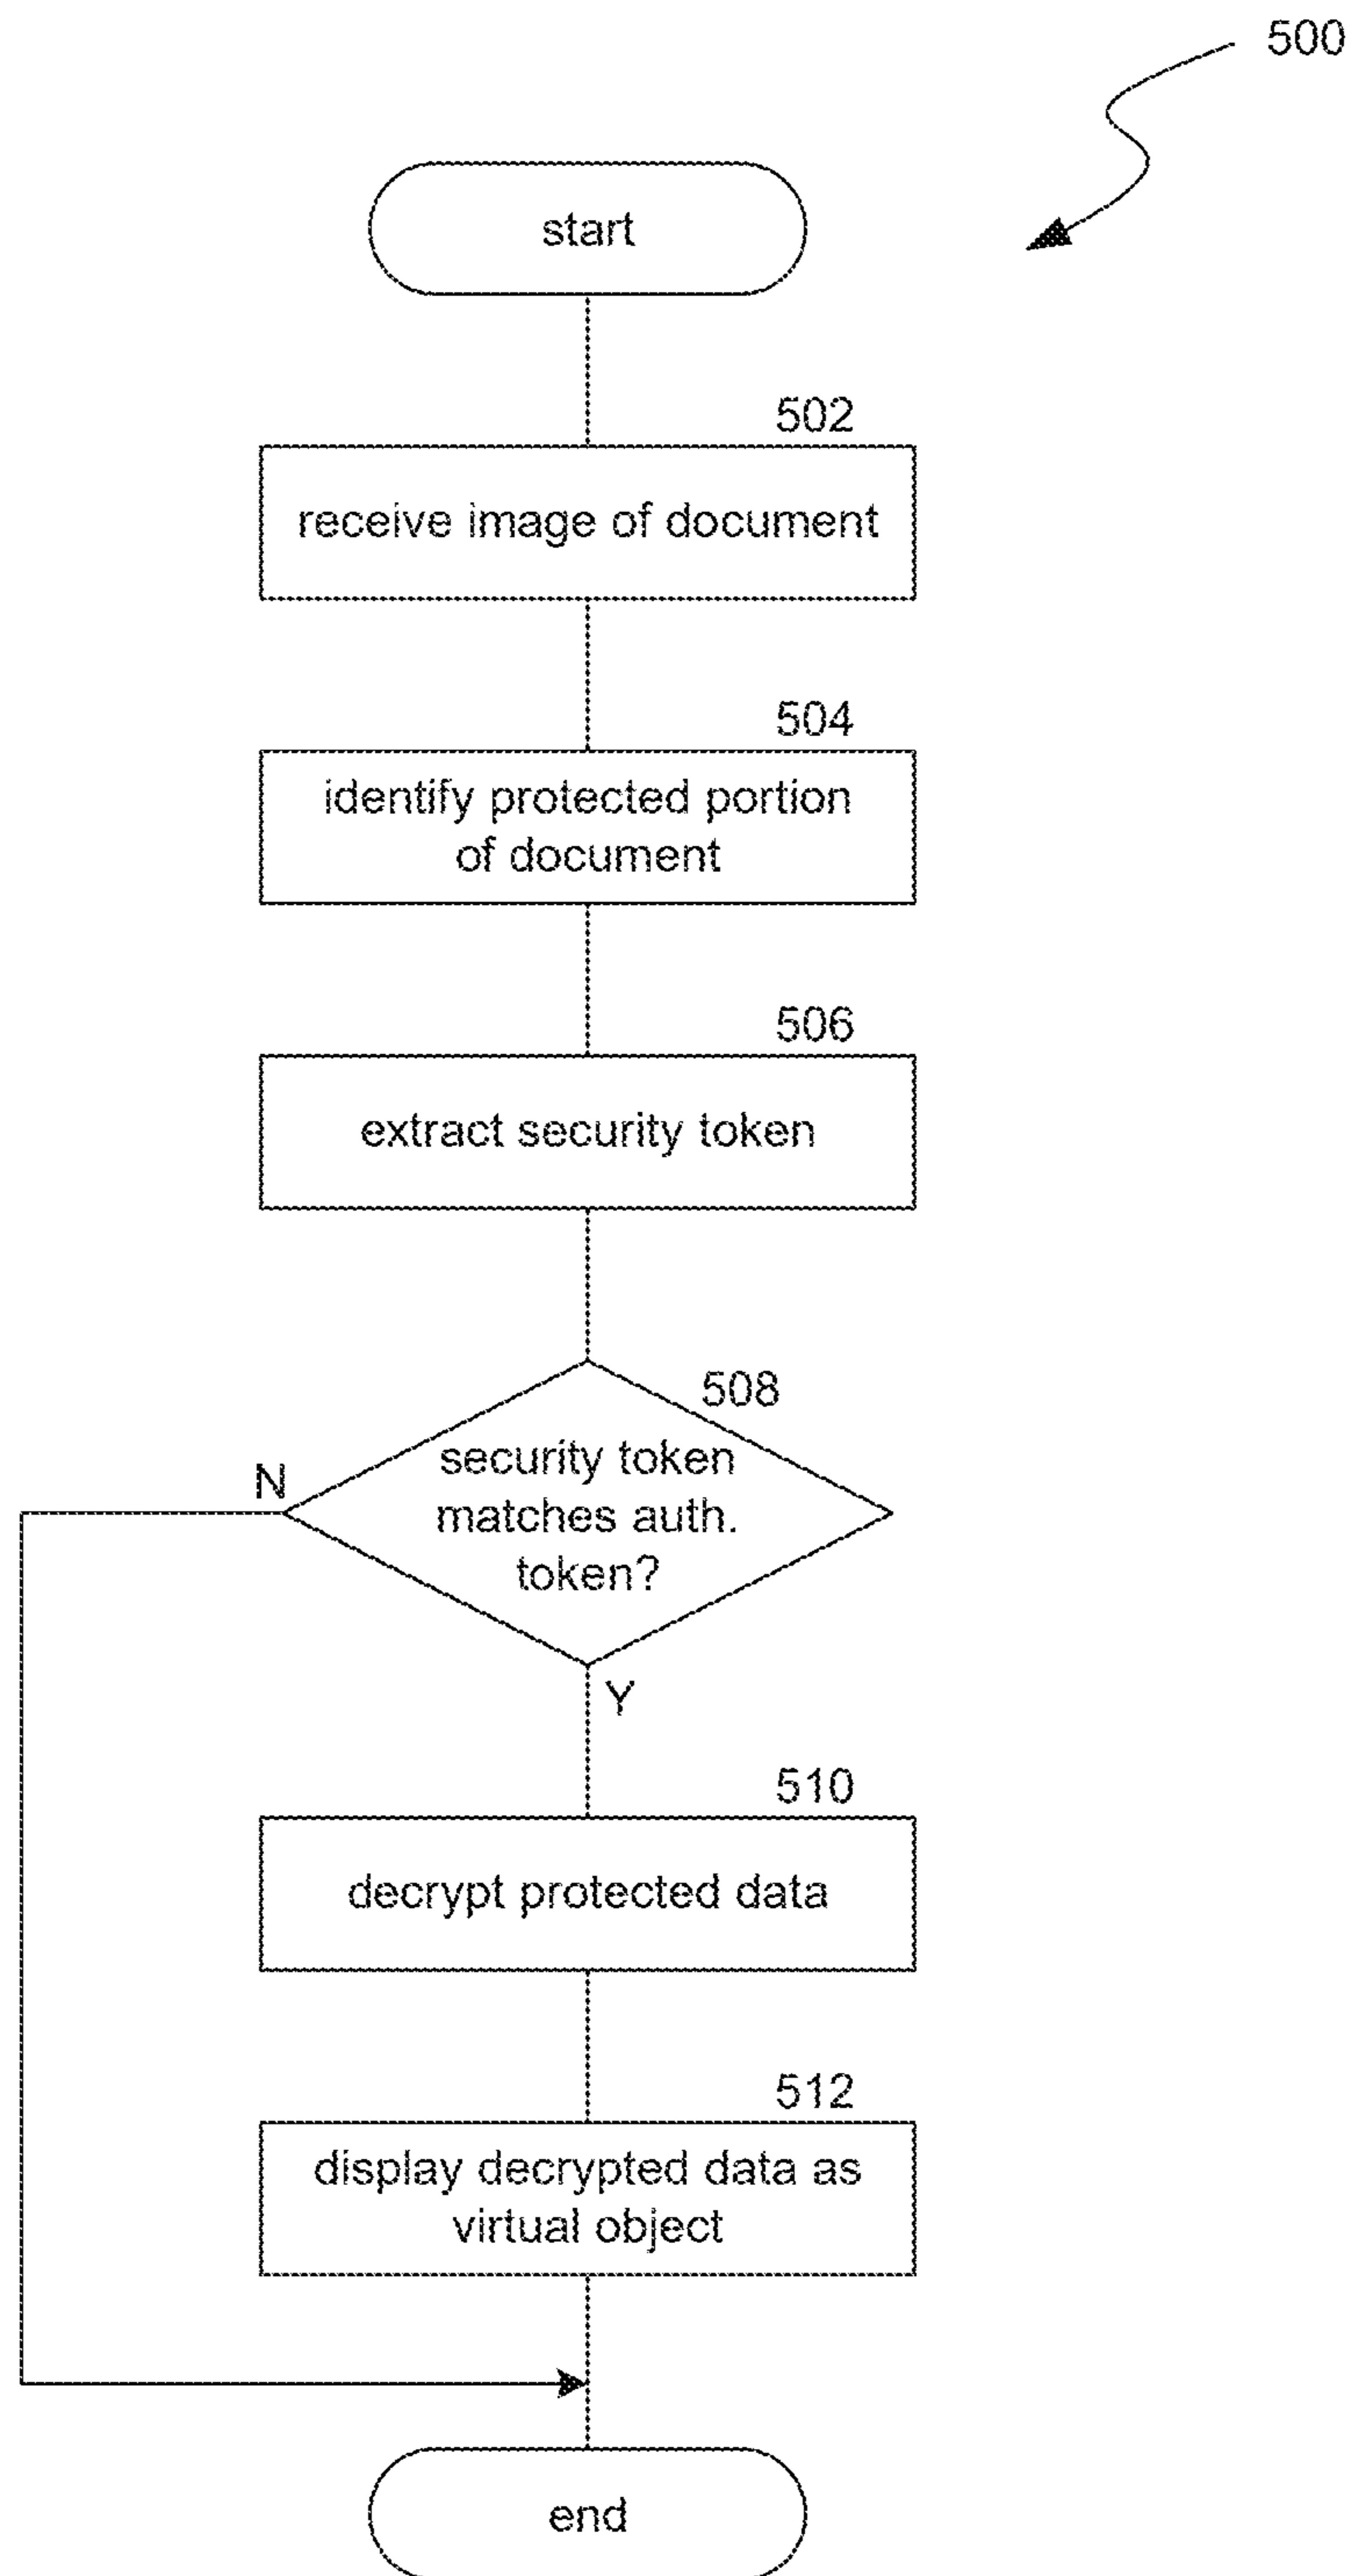 500
start
502
receive image of document
504
identify protected portion
of document
506
extract security token
508
security token
matches auth.
token?
N
Y
510
decrypt protected data
512
display decrypted data as
virtual object
end